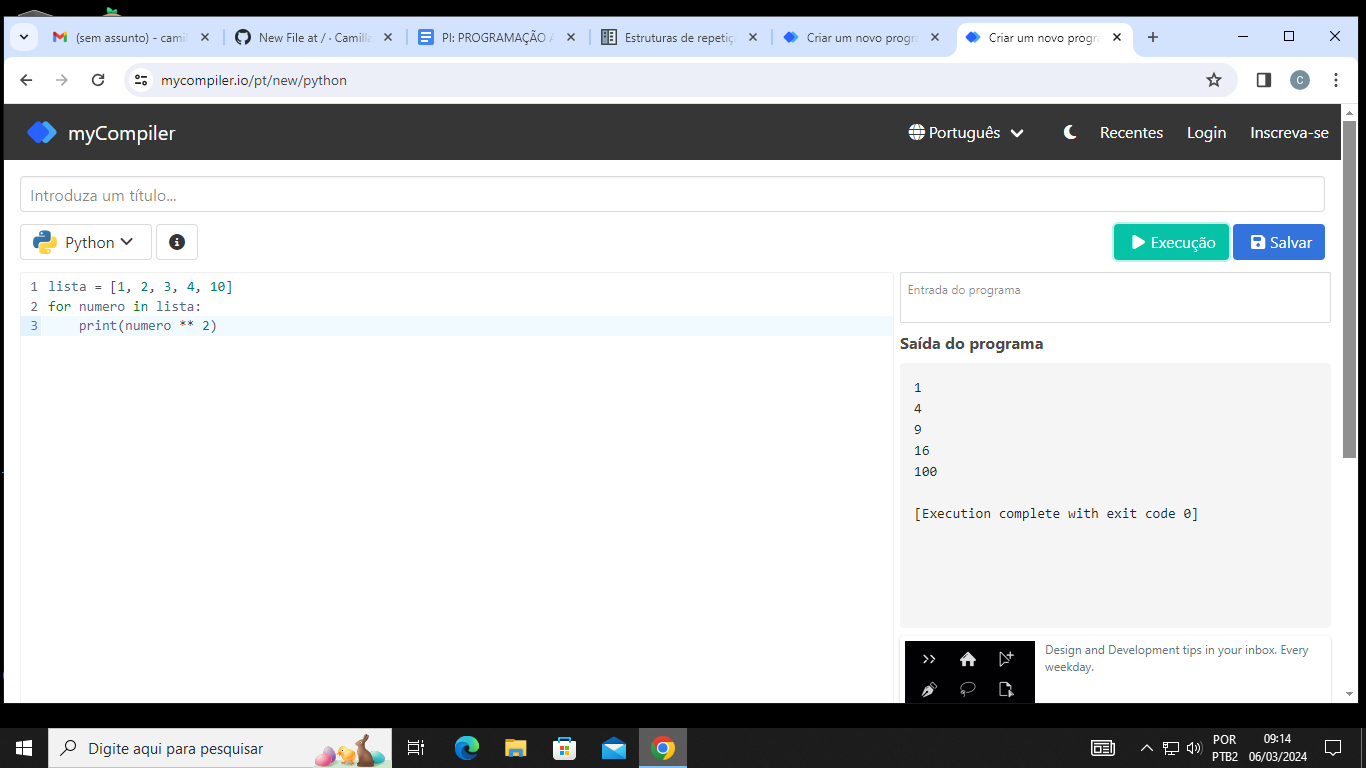 (sem assunto) - cami
New File at / · Camilla
PI: PROGRAMAÇÃO A
Estruturas de repetiç
Criar um novo progr
Criar um novo progr
mycompiler.io/pt/new/python
C
myCompiler
Português
Recentes
Login
Inscreva-se
Introduza um título...
Python
Execução
Salvar
1 lista = [1, 2, 3, 4, 10]
2 for numero in lista:
3     print(numero ** 2)
Entrada do programa
Saída do programa
1
4
9
16
100
[Execution complete with exit code 0]
Design and Development tips in your inbox. Every
weekday.
Digite aqui para pesquisar
POR
PTB2
09:14
06/03/2024